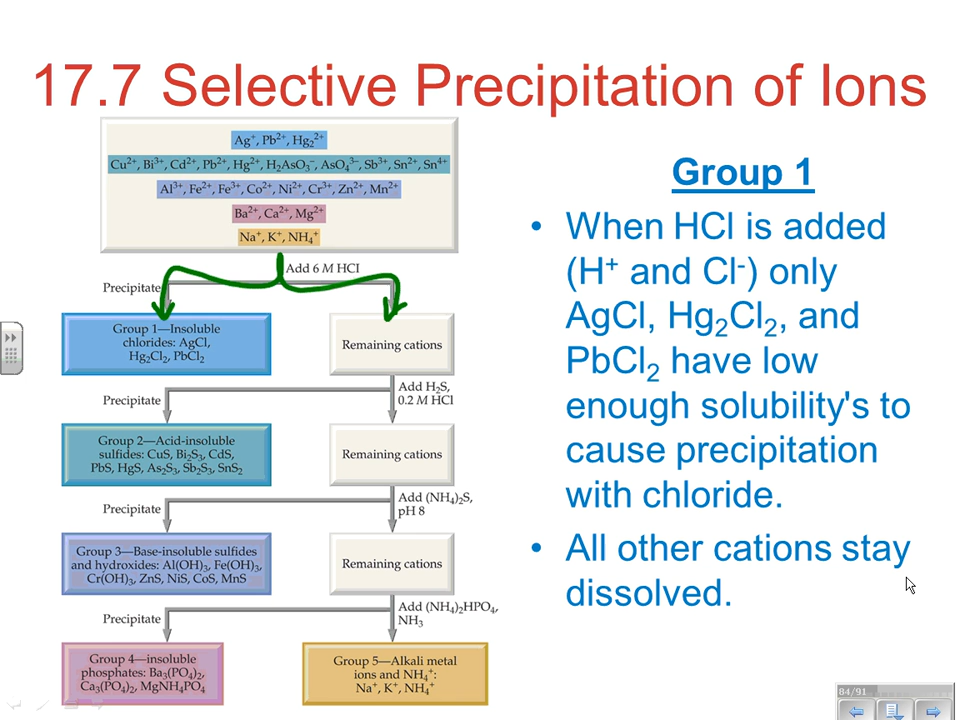 17.7 Selective Precipitation of Ions
Ag⁺, Pb²⁺, Hg₂²⁺
Cu²⁺, Bi³⁺, Cd²⁺, Pb²⁺, Hg²⁺, H₂AsO₃⁻, AsO₄³⁻, Sb³⁺, Sn²⁺, Sn⁴⁺
Al³⁺, Fe²⁺, Fe³⁺, Co²⁺, Ni²⁺, Cr³⁺, Zn²⁺, Mn²⁺
Ba²⁺, Ca²⁺, Mg²⁺
Na⁺, K⁺, NH₄⁺
Add 6 M HCl
Precipitate
Group 1—Insoluble
chlorides: AgCl,
Hg₂Cl₂, PbCl₂
Remaining cations
Add H₂S,
0.2 M HCl
Precipitate
Group 2—Acid-insoluble
sulfides: CuS, Bi₂S₃, CdS,
PbS, HgS, As₂S₃, Sb₂S₃, SnS₂
Remaining cations
Add (NH₄)₂S,
pH 8
Precipitate
Group 3—Base-insoluble sulfides
and hydroxides: Al(OH)₃, Fe(OH)₃,
Cr(OH)₃, ZnS, NiS, CoS, MnS
Remaining cations
Add (NH₄)₂HPO₄,
NH₃
Precipitate
Group 4—insoluble
phosphates: Ba₃(PO₄)₂,
Ca₃(PO₄)₂, MgNH₄PO₄
Group 5—Alkali metal
ions and NH₄⁺:
Na⁺, K⁺, NH₄⁺
Group 1
• When HCl is added
(H⁺ and Cl⁻) only
AgCl, Hg₂Cl₂, and
PbCl₂ have low
enough solubility's to
cause precipitation
with chloride.
• All other cations stay
dissolved.
84/91